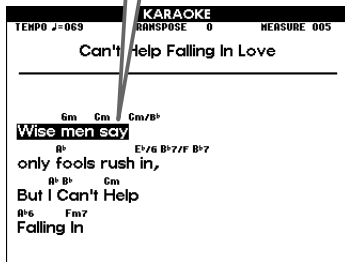 KARAOKE
TEMPO ♩=069 TRANSPOSE 0 MEASURE 005
Can't Help Falling In Love
Gm Cm Cm/B♭
Wise men say
A♭ E♭/G B♭7/F B♭7
only fools rush in,
A♭ B♭ Cm
But I Can't Help
A♭6 Fm7
Falling In